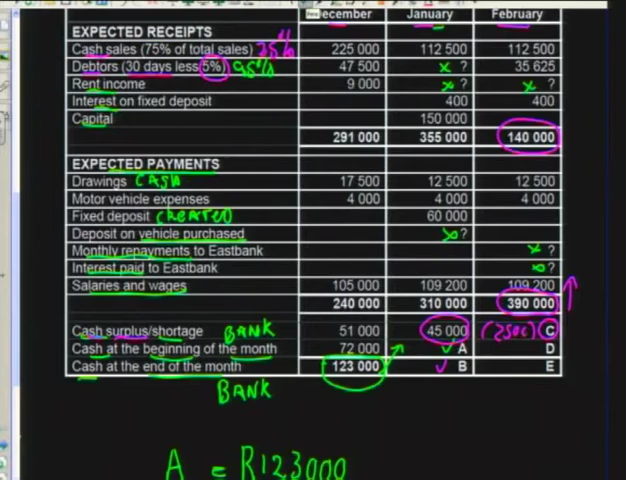 December January February
EXPECTED RECEIPTS
Cash sales (75% of total sales) 25% 225 000 112 500 112 500
Debtors (30 days less 5%) 95% 47 500 x ? 35 625
Rent income 9 000 x ? x ?
Interest on fixed deposit 400 400
Capital 150 000
291 000 355 000 140 000
EXPECTED PAYMENTS
Drawings CASH 17 500 12 500 12 500
Motor vehicle expenses 4 000 4 000 4 000
Fixed deposit (CREATED) 60 000
Deposit on vehicle purchased x ?
Monthly repayments to Eastbank x ?
Interest paid to Eastbank x ?
Salaries and wages 105 000 109 200 109 200
240 000 310 000 390 000
Cash surplus/shortage BANK 51 000 45 000 C
Cash at the beginning of the month 72 000 A D
Cash at the end of the month 123 000 B E
BANK
A = R123000